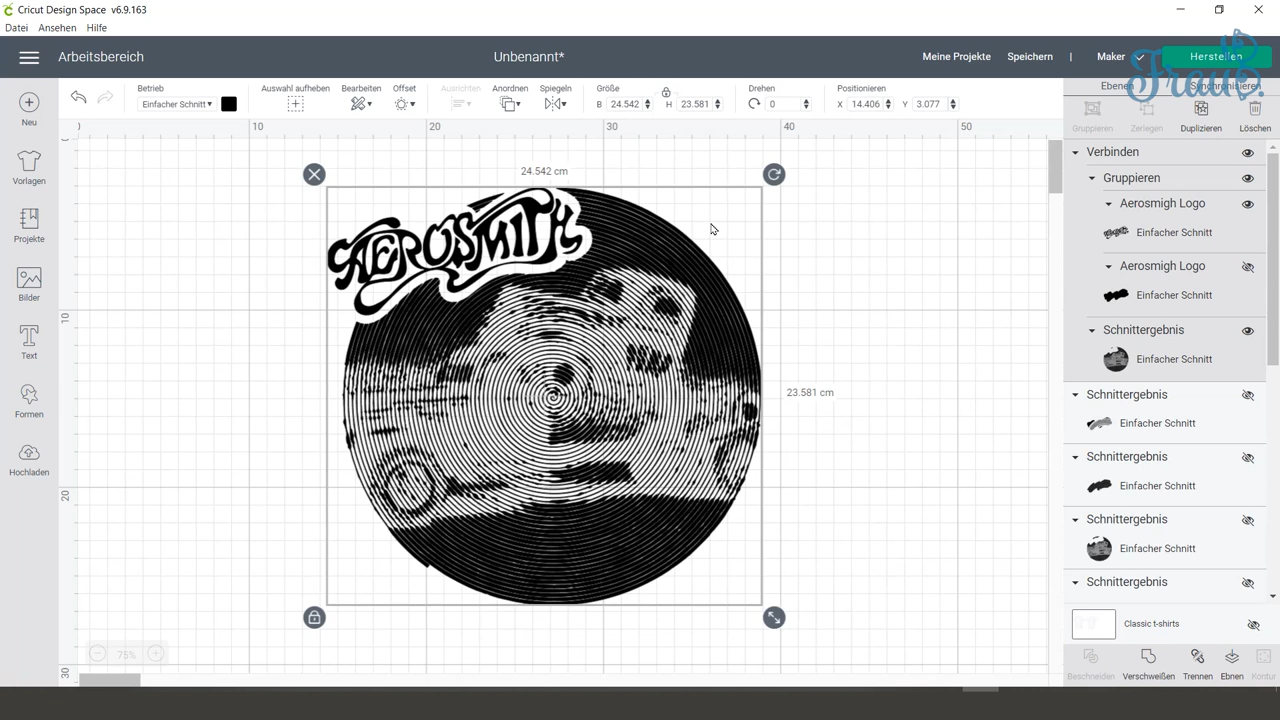 Cricut Design Space v6.9.163
Datei Ansehen Hilfe
Arbeitsbereich
Unbenannt*
Meine Projekte Speichern | Maker Herstellen
Freu
Betrieb
Einfacher Schnitt
Auswahl aufheben
Bearbeiten
Offset
Ausrichten
Anordnen
Spiegeln
Größe
B 24.542 H 23.581
Drehen
0
Positionieren
X 14.406 Y 3.077
Ebenen Synchronisieren
Gruppieren Zerlegen Duplizieren Löschen
Neu
Vorlagen
Projekte
Bilder
Text
Formen
Hochladen
10 20 30 40 50
10
20
30
24.542 cm
23.581 cm
AEROSMITH
75%
Verbinden
Gruppieren
Aerosmigh Logo
Einfacher Schnitt
Aerosmigh Logo
Einfacher Schnitt
Schnittergebnis
Einfacher Schnitt
Schnittergebnis
Einfacher Schnitt
Schnittergebnis
Einfacher Schnitt
Schnittergebnis
Einfacher Schnitt
Schnittergebnis
Classic t-shirts
Beschneiden Verschweißen Trennen Ebnen Kontur